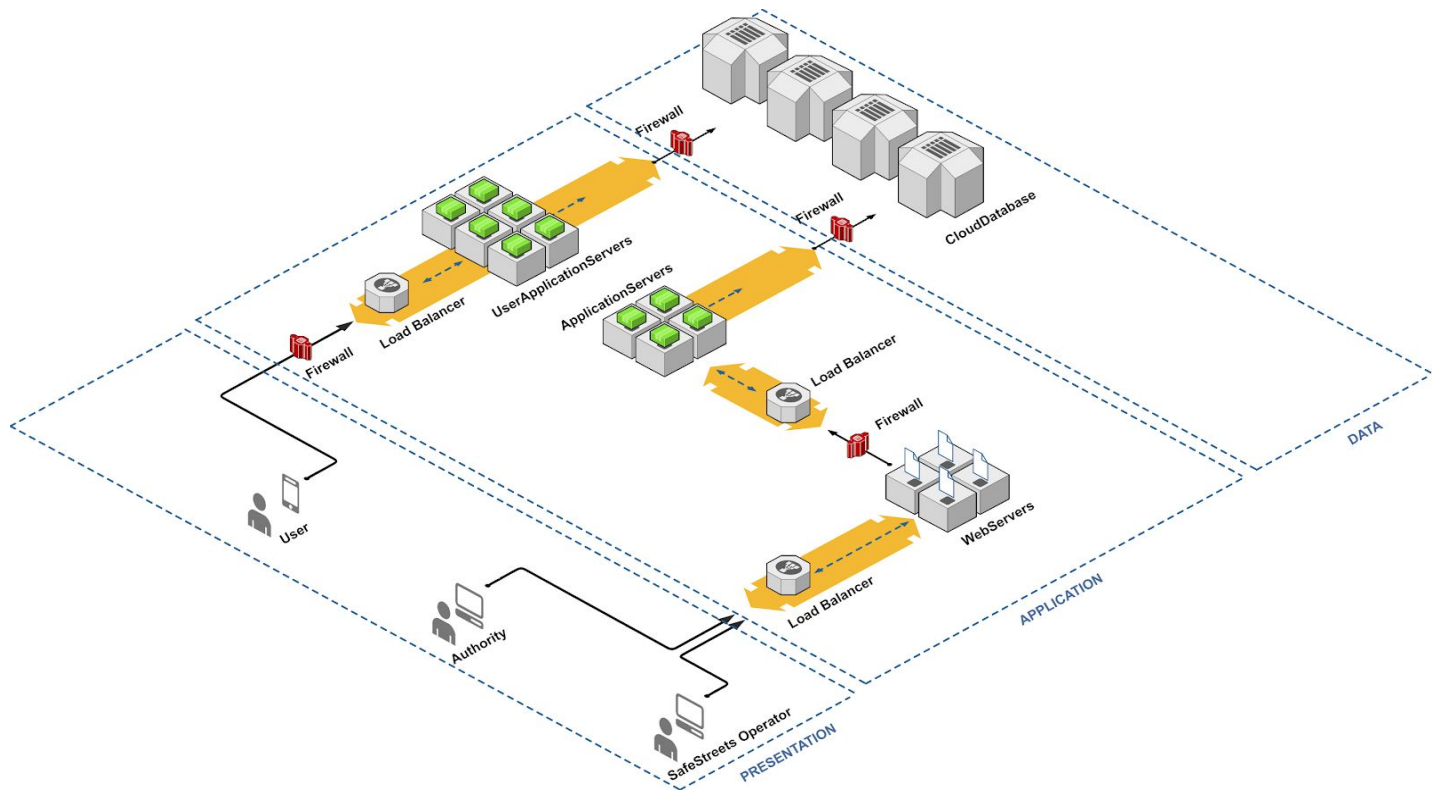 Firewall
Firewall
CloudDatabase
UserApplicationServers
Load Balancer
Firewall
ApplicationServers
Load Balancer
Firewall
WebServers
Load Balancer
User
Authority
SafeStreets Operator
DATA
APPLICATION
PRESENTATION